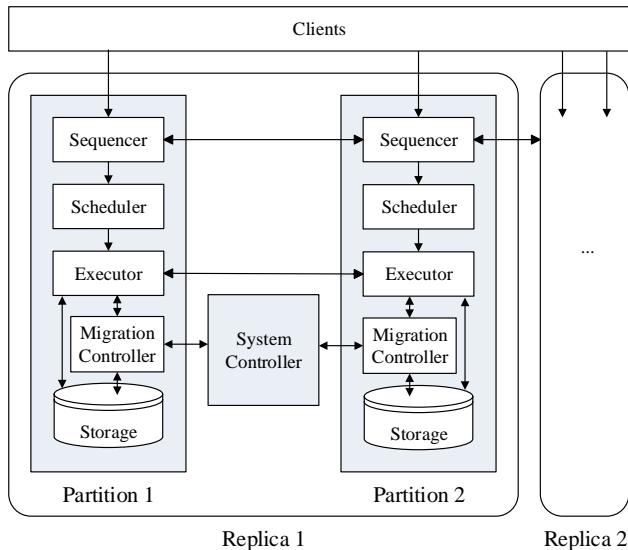 Clients
Sequencer
Sequencer
Scheduler
Scheduler
...
Executor
Executor
Migration
Controller
System
Controller
Migration
Controller
Storage
Storage
Partition 1
Partition 2
Replica 1
Replica 2